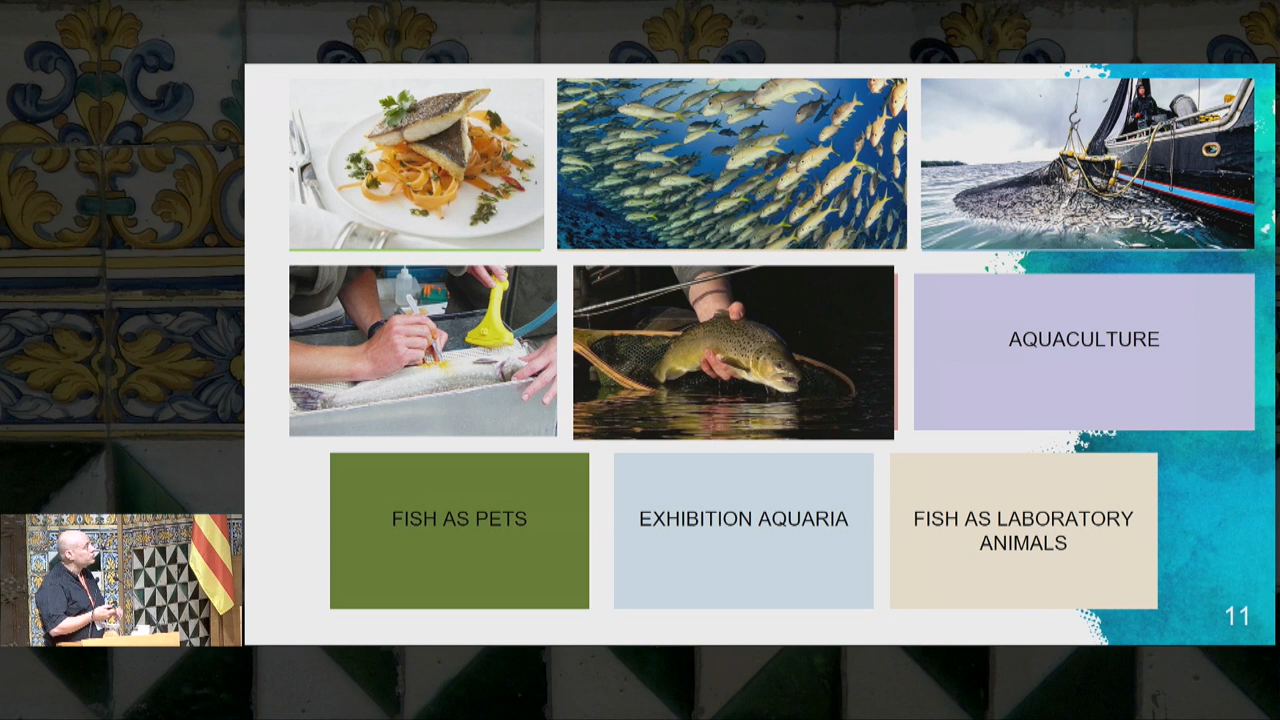 AQUACULTURE
FISH AS PETS
EXHIBITION AQUARIA
FISH AS LABORATORY
ANIMALS
11